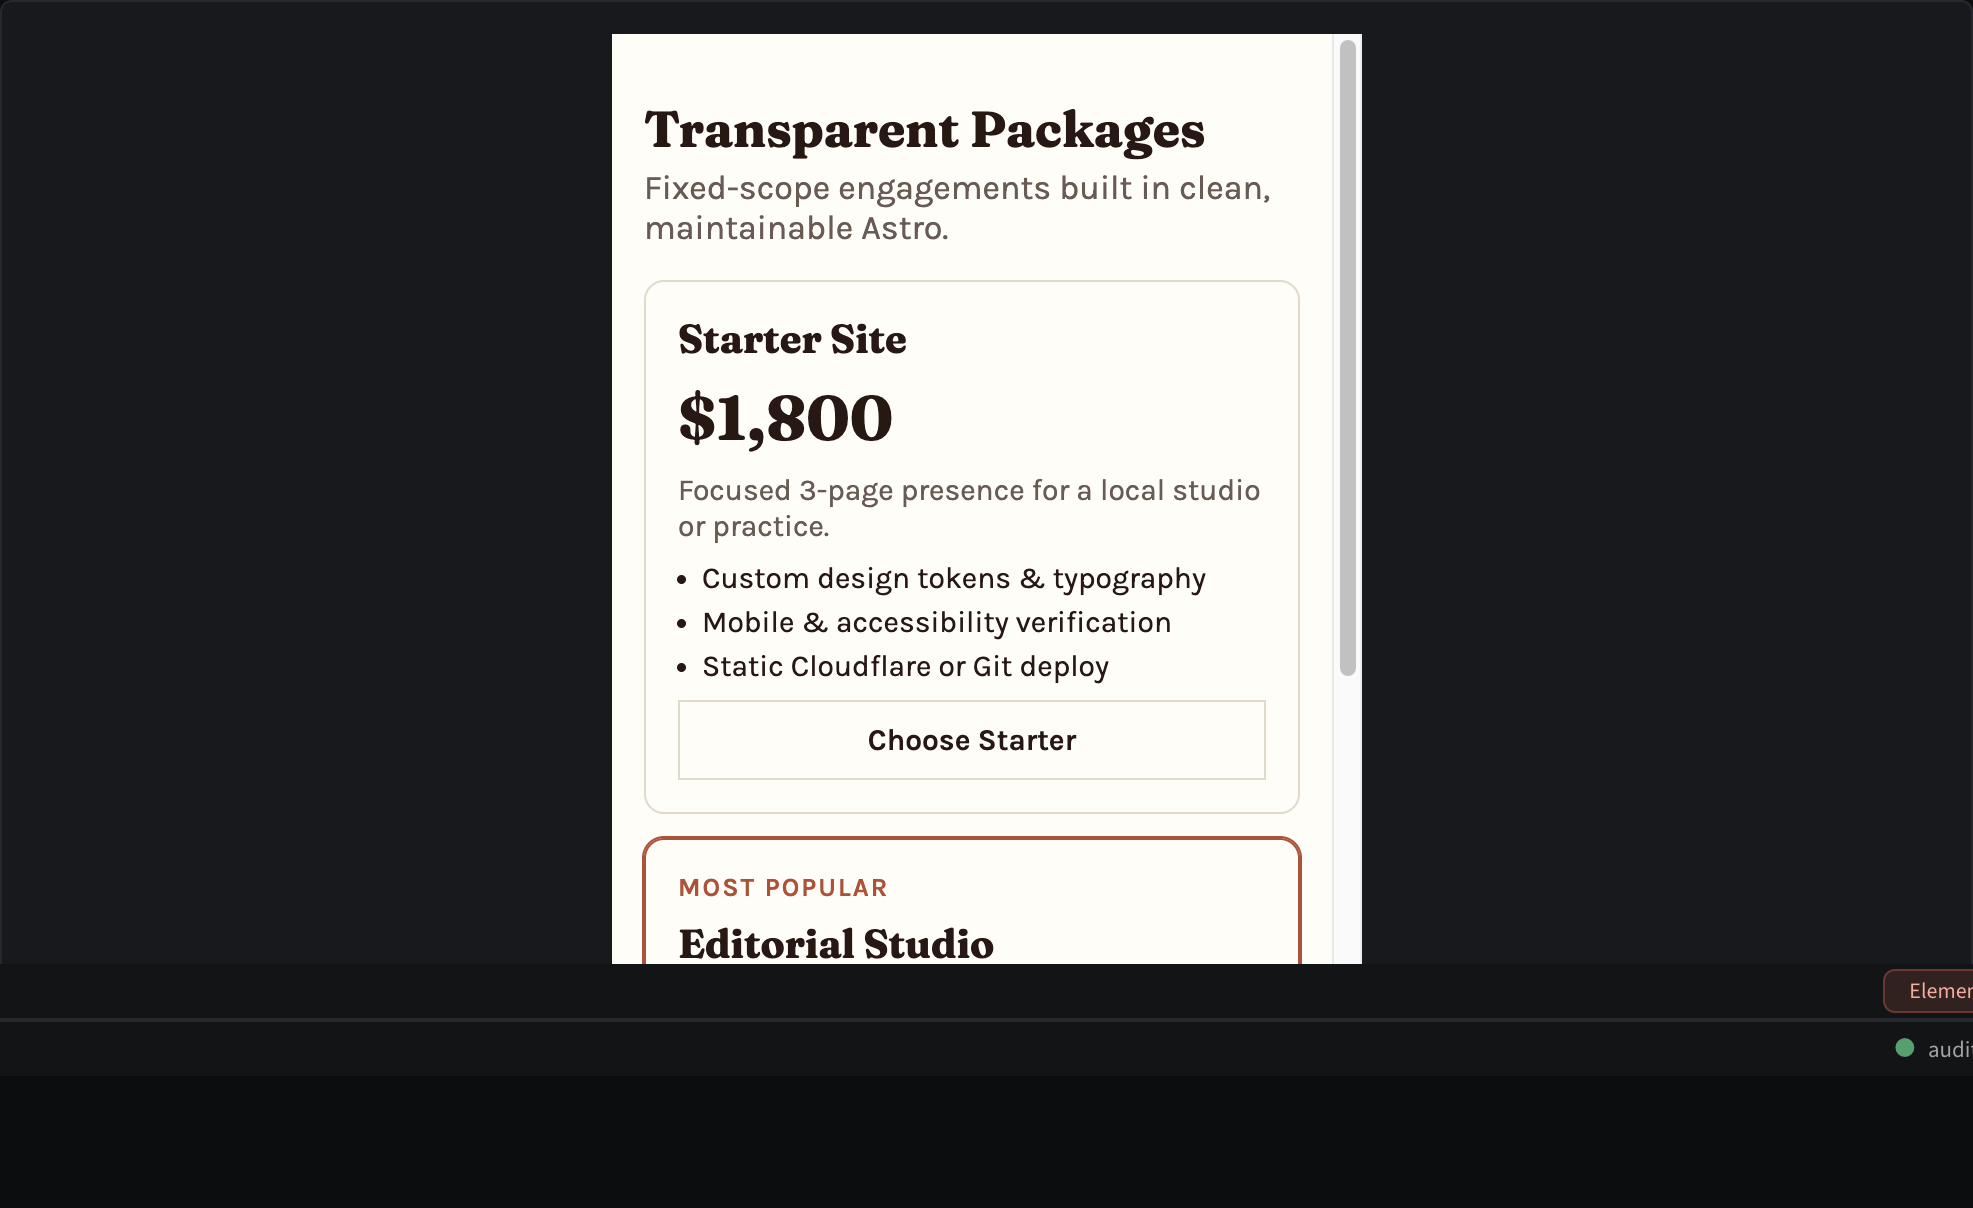 Transparent Packages
Fixed-scope engagements built in clean,
maintainable Astro.
Starter Site
$1,800
Focused 3-page presence for a local studio
or practice.
• Custom design tokens & typography
• Mobile & accessibility verification
• Static Cloudflare or Git deploy
Choose Starter
MOST POPULAR
Editorial Studio